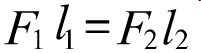 F₁ l₁ = F₂ l₂